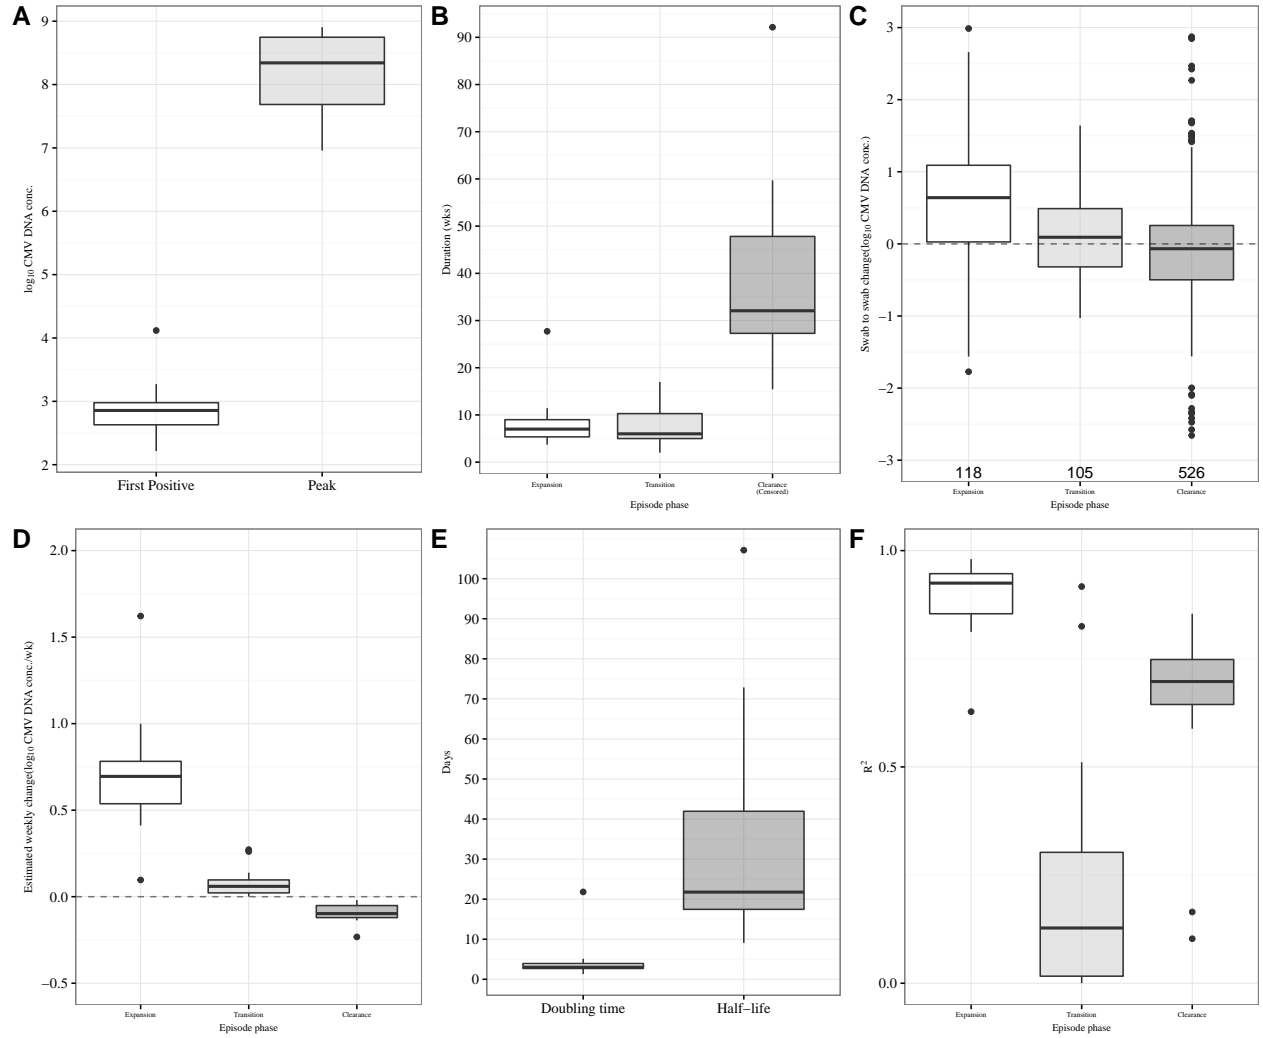 A
log10 CMV DNA conc.
9
8
7
6
5
4
3
2
First Positive
Peak
B
Duration (wks)
90
80
70
60
50
40
30
20
10
0
Expansion
Transition
Clearance
(Censored)
Episode phase
C
Swab to swab change(log10 CMV DNA conc.)
3
2
1
0
−1
−2
−3
118
105
526
Expansion
Transition
Clearance
Episode phase
D
Estimated weekly change(log10 CMV DNA conc./wk)
2.0
1.5
1.0
0.5
0.0
−0.5
Expansion
Transition
Clearance
Episode phase
E
Days
100
90
80
70
60
50
40
30
20
10
0
Doubling time
Half−life
F
R2
1.0
0.5
0.0
Expansion
Transition
Clearance
Episode phase